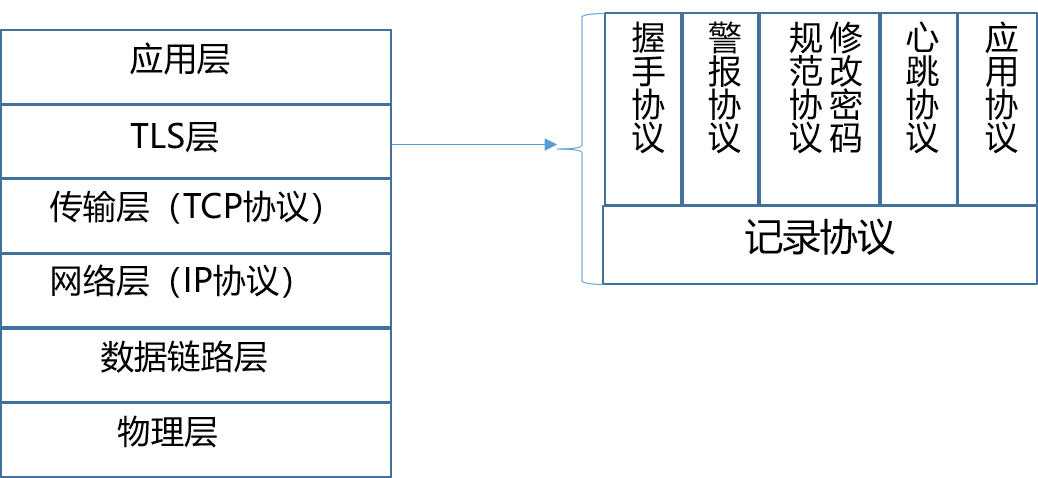 应用层
TLS层
传输层（TCP协议）
网络层（IP协议）
数据链路层
物理层
握手协议
警报协议
修改密码
规范协议
心跳协议
应用协议
记录协议